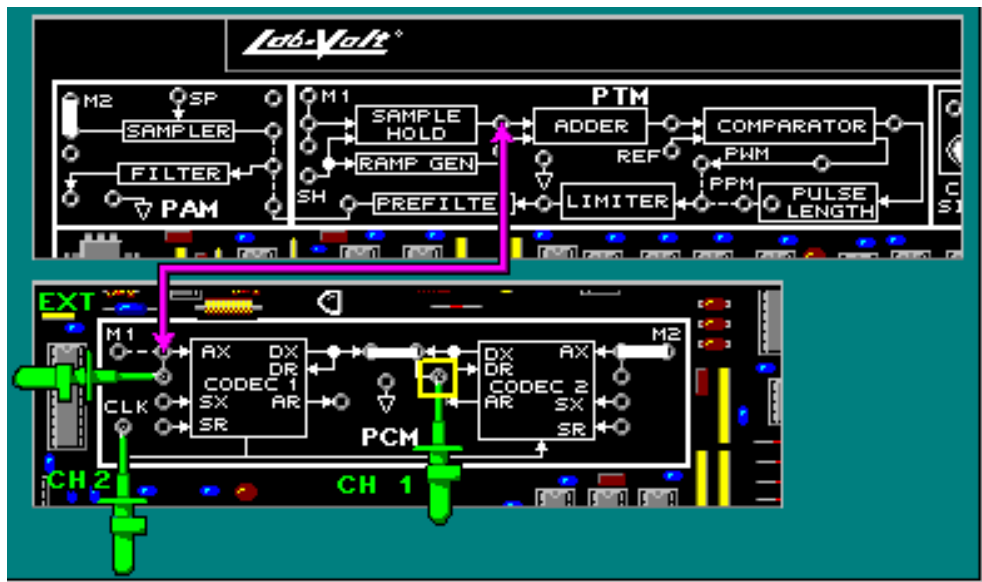 Lab-Volt
M2 SP M1 PTM
SAMPLER SAMPLE HOLD ADDER COMPARATOR
RAMP GEN REF PWM
FILTER SH PREFILTE LIMITER PPM PULSE LENGTH C SI
PAM
EXT
M1 AX DX DR AX M2
DX DR
CODEC 1 CODEC 2
CLK SX AR AR SX
SR PCM SR
CH 2 CH 1